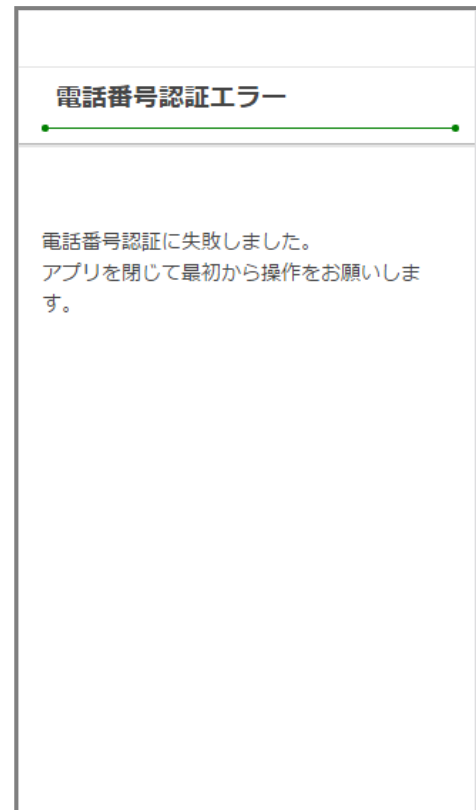 電話番号認証エラー
電話番号認証に失敗しました。
アプリを閉じて最初から操作をお願いしま
す。